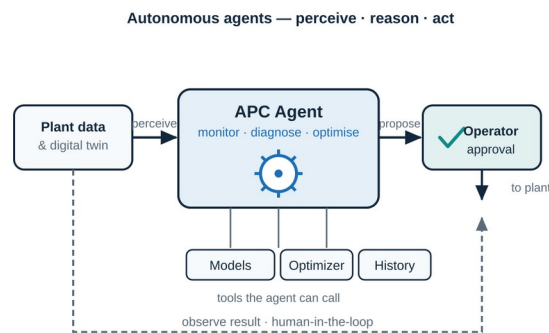 Autonomous agents — perceive · reason · act
Plant data
& digital twin
perceive
APC Agent
monitor · diagnose · optimise
propose
Operator
approval
to plant
Models
Optimizer
History
tools the agent can call
observe result · human-in-the-loop